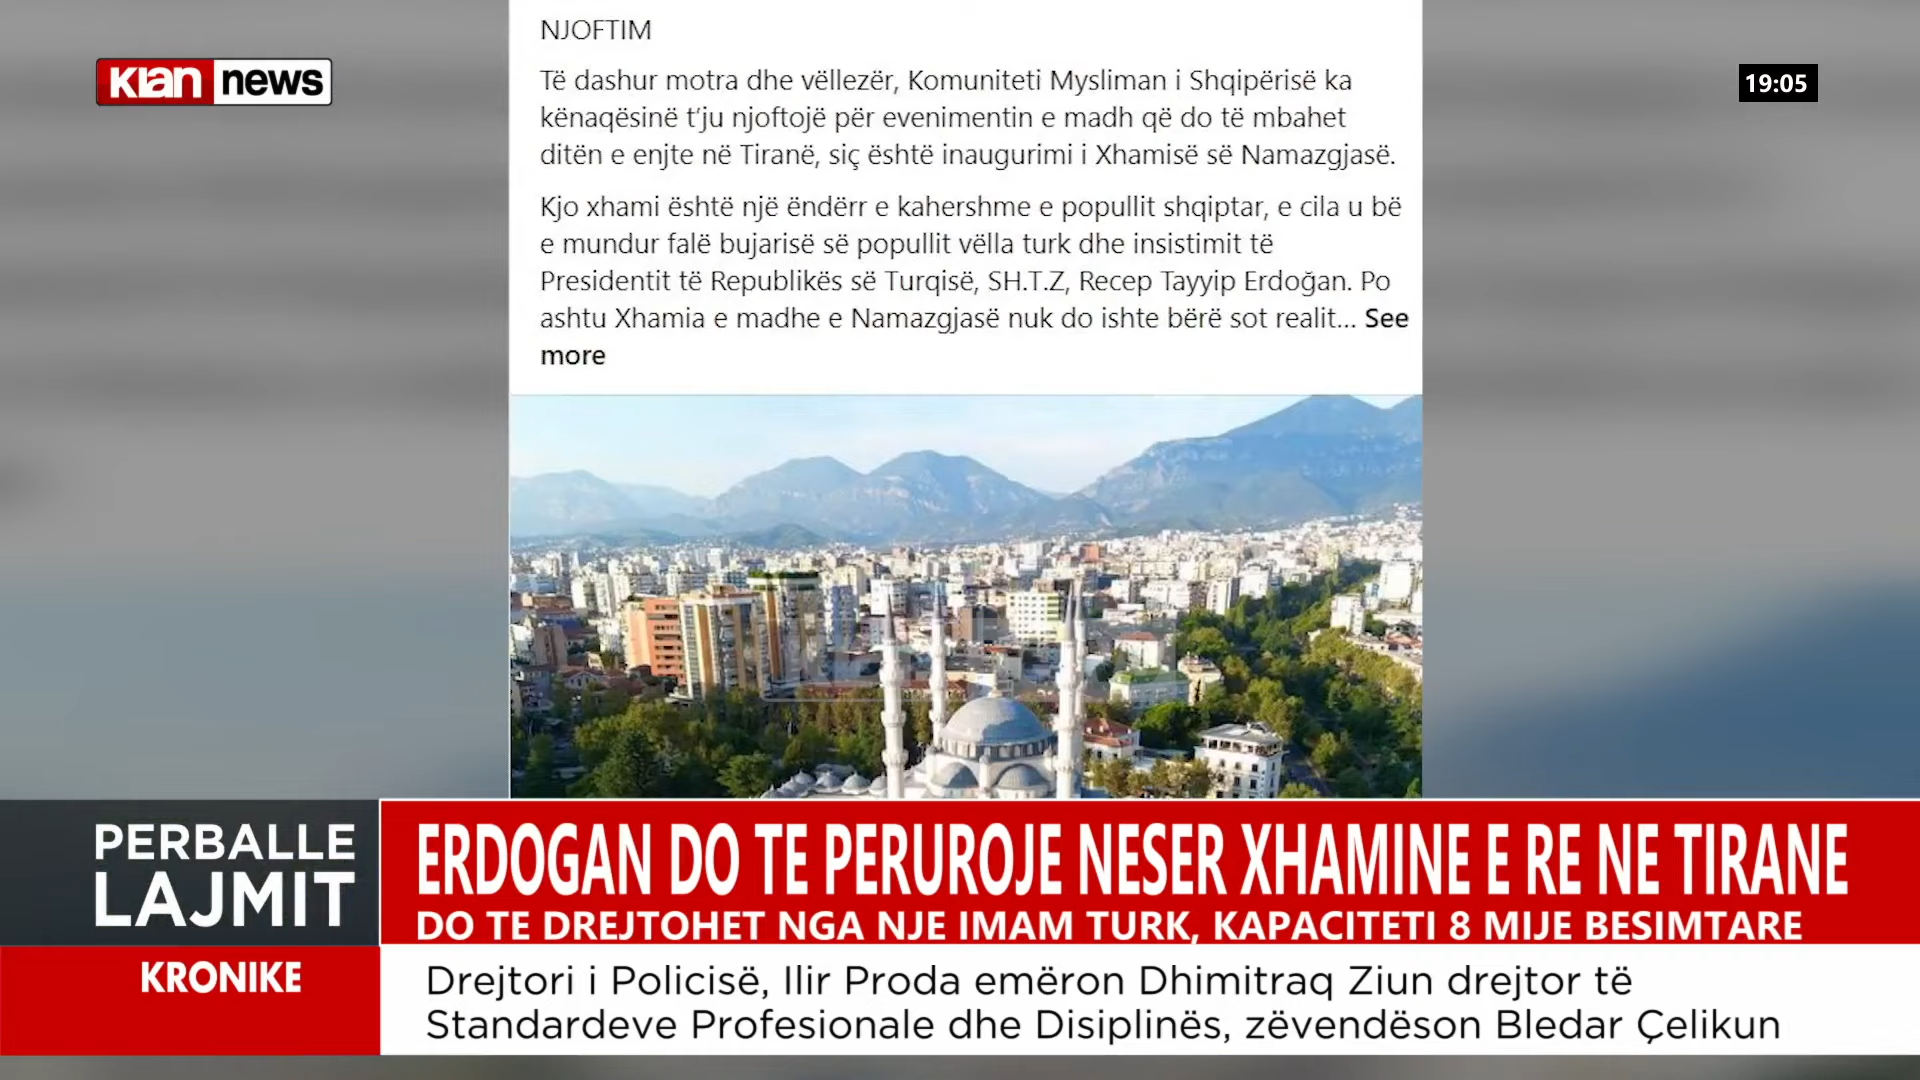 NJOFTIM
Të dashur motra dhe vëllezër, Komuniteti Mysliman i Shqipërisë ka
kënaqësinë t’ju njoftojë për evenimentin e madh që do të mbahet
ditën e enjte në Tiranë, siç është inaugurimi i Xhamisë së Namazgjasë.
Kjo xhami është një ëndërr e kahershme e popullit shqiptar, e cila u bë
e mundur falë bujarisë së popullit vëlla turk dhe insistimit të
Presidentit të Republikës së Turqisë, SH.T.Z, Recep Tayyip Erdoğan. Po
ashtu Xhamia e madhe e Namazgjasë nuk do ishte bërë sot realit... See
more
Klan news
19:05
PERBALLE
LAJMIT
ERDOGAN DO TE PERUROJE NESER XHAMINE E RE NE TIRANE
DO TE DREJTOHET NGA NJE IMAM TURK, KAPACITETI 8 MIJE BESIMTARE
KRONIKE
Drejtori i Policisë, Ilir Proda emëron Dhimitraq Ziun drejtor të
Standardeve Profesionale dhe Disiplinës, zëvendëson Bledar Çelikun